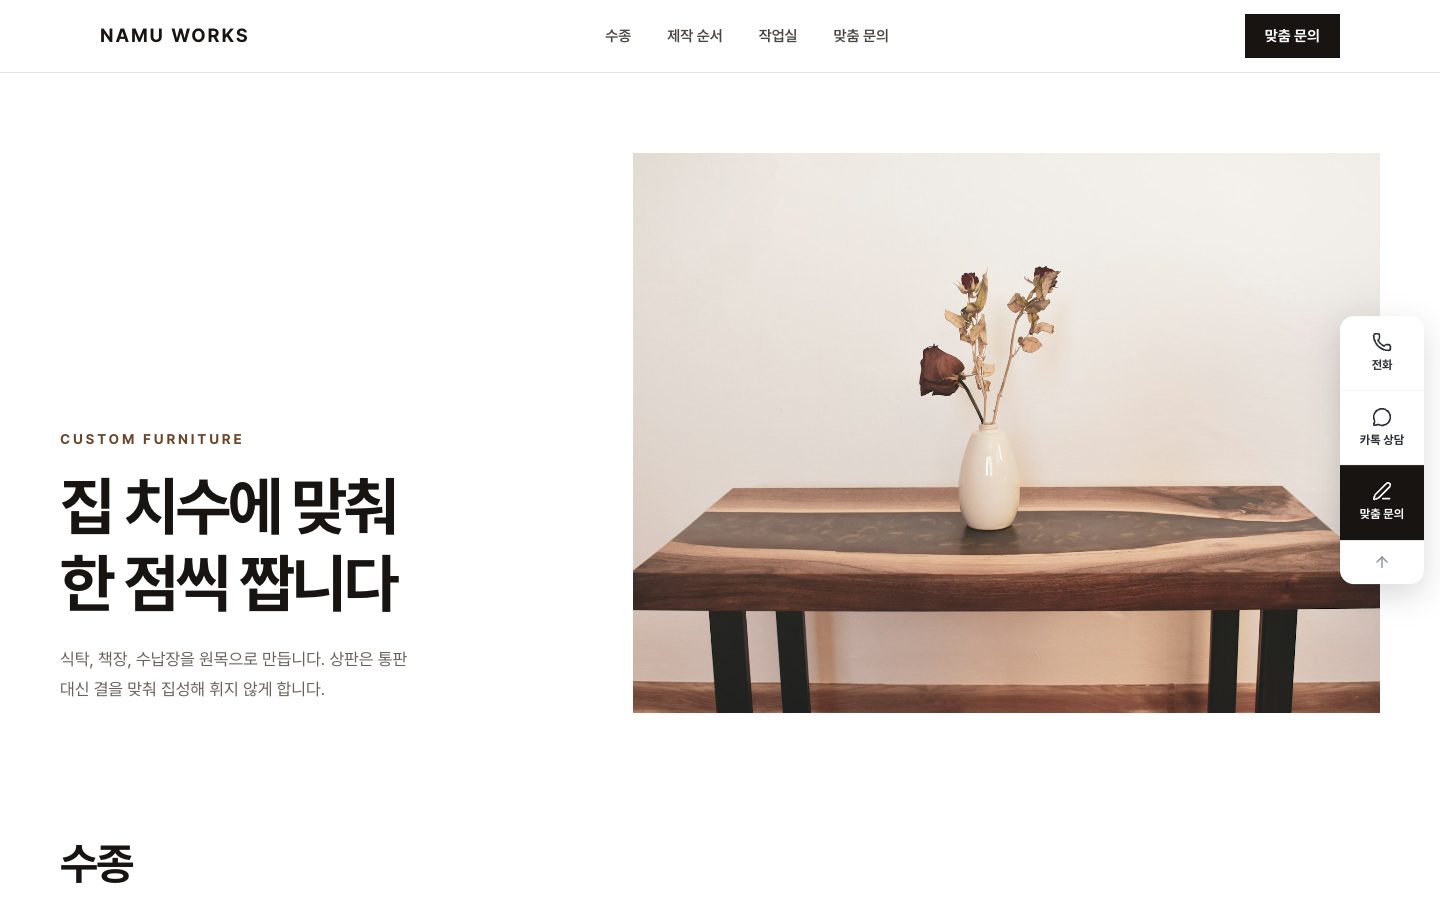 NAMU WORKS
수종
제작 순서
작업실
맞춤 문의
맞춤 문의
CUSTOM FURNITURE
집 치수에 맞춰
한 점씩 짭니다
식탁, 책장, 수납장을 원목으로 만듭니다. 상판은 통판
대신 결을 맞춰 집성해 휘지 않게 합니다.
전화
카톡 상담
맞춤 문의
수종